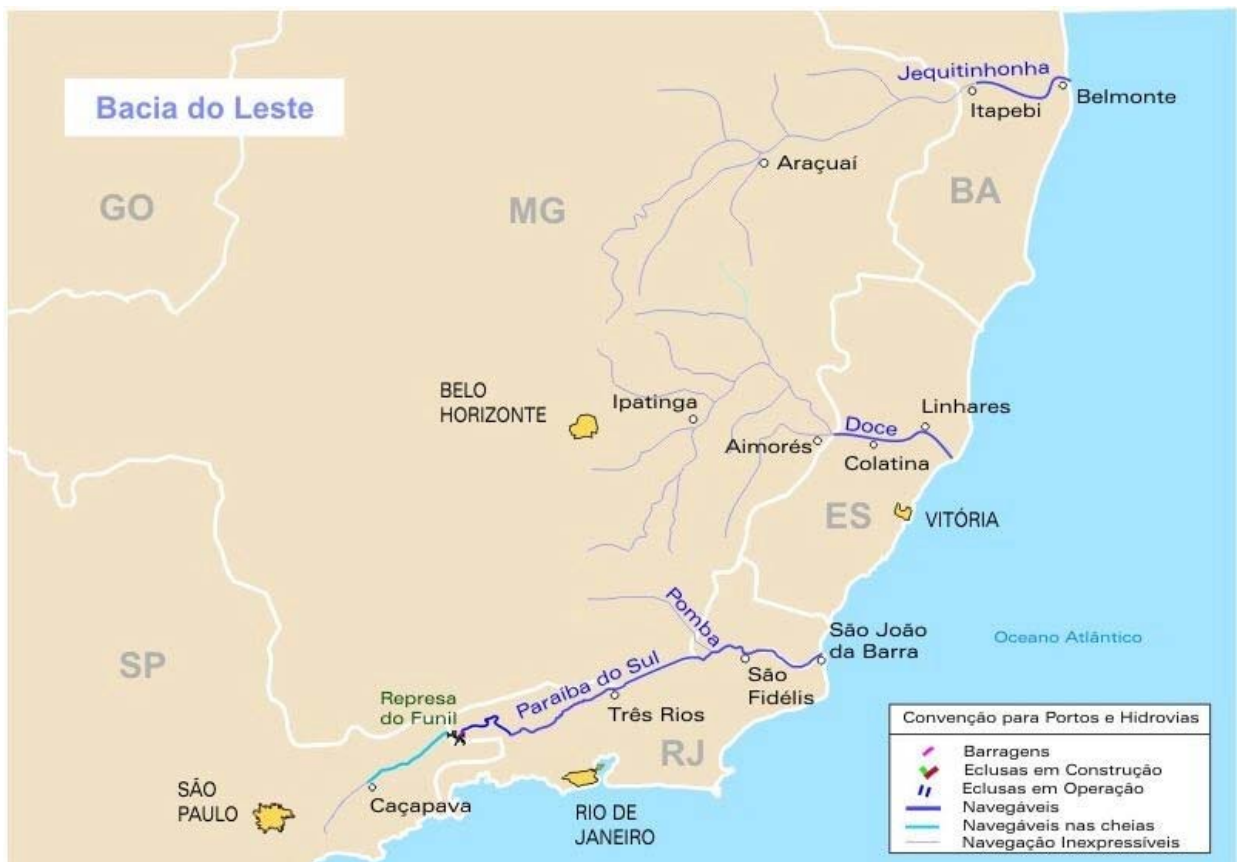 Bacia do Leste
Jequitinhonha
Itapebi
Belmonte
Araçuaí
GO
MG
BA
BELO
HORIZONTE
Ipatinga
Aimorés
Doce
Linhares
Colatina
ES
VITÓRIA
Pomba
São João
da Barra
Oceano Atlântico
SP
Paraíba do Sul
São
Fidélis
Represa
do Funil
Três Rios
RJ
SÃO
PAULO
Caçapava
RIO DE
JANEIRO
Convenção para Portos e Hidrovias
Barragens
Eclusas em Construção
Eclusas em Operação
Navegáveis
Navegáveis nas cheias
Navegação Inexpressíveis